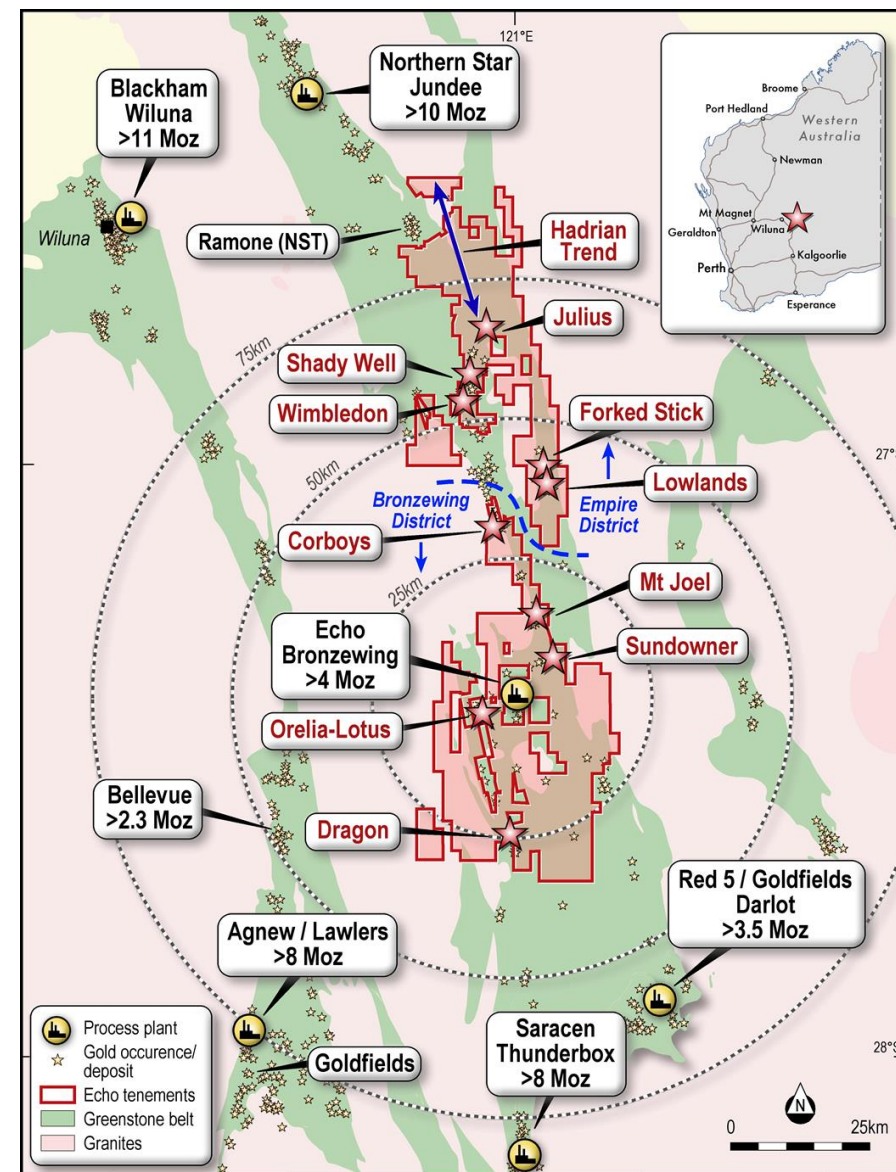 121°E
Northern Star
Jundee
>10 Moz
Blackham
Wiluna
>11 Moz
Broome
Port Hedland
Western
Australia
Newman
Mt Magnet
Wiluna
Geraldton
Kalgoorlie
Perth
Esperance
Wiluna
Ramone (NST)
Hadrian
Trend
75km
Julius
Shady Well
Wimbledon
Forked Stick
50km
27°S
Lowlands
Bronzewing
District
Empire
District
Corboys
25km
Mt Joel
Echo
Bronzewing
>4 Moz
Sundowner
Orelia-Lotus
Bellevue
>2.3 Moz
Dragon
Red 5 / Goldfields
Darlot
>3.5 Moz
Agnew / Lawlers
>8 Moz
Saracen
Thunderbox
>8 Moz
Goldfields
28°S
Process plant
Gold occurence/
deposit
Echo tenements
Greenstone belt
Granites
N
0 25km